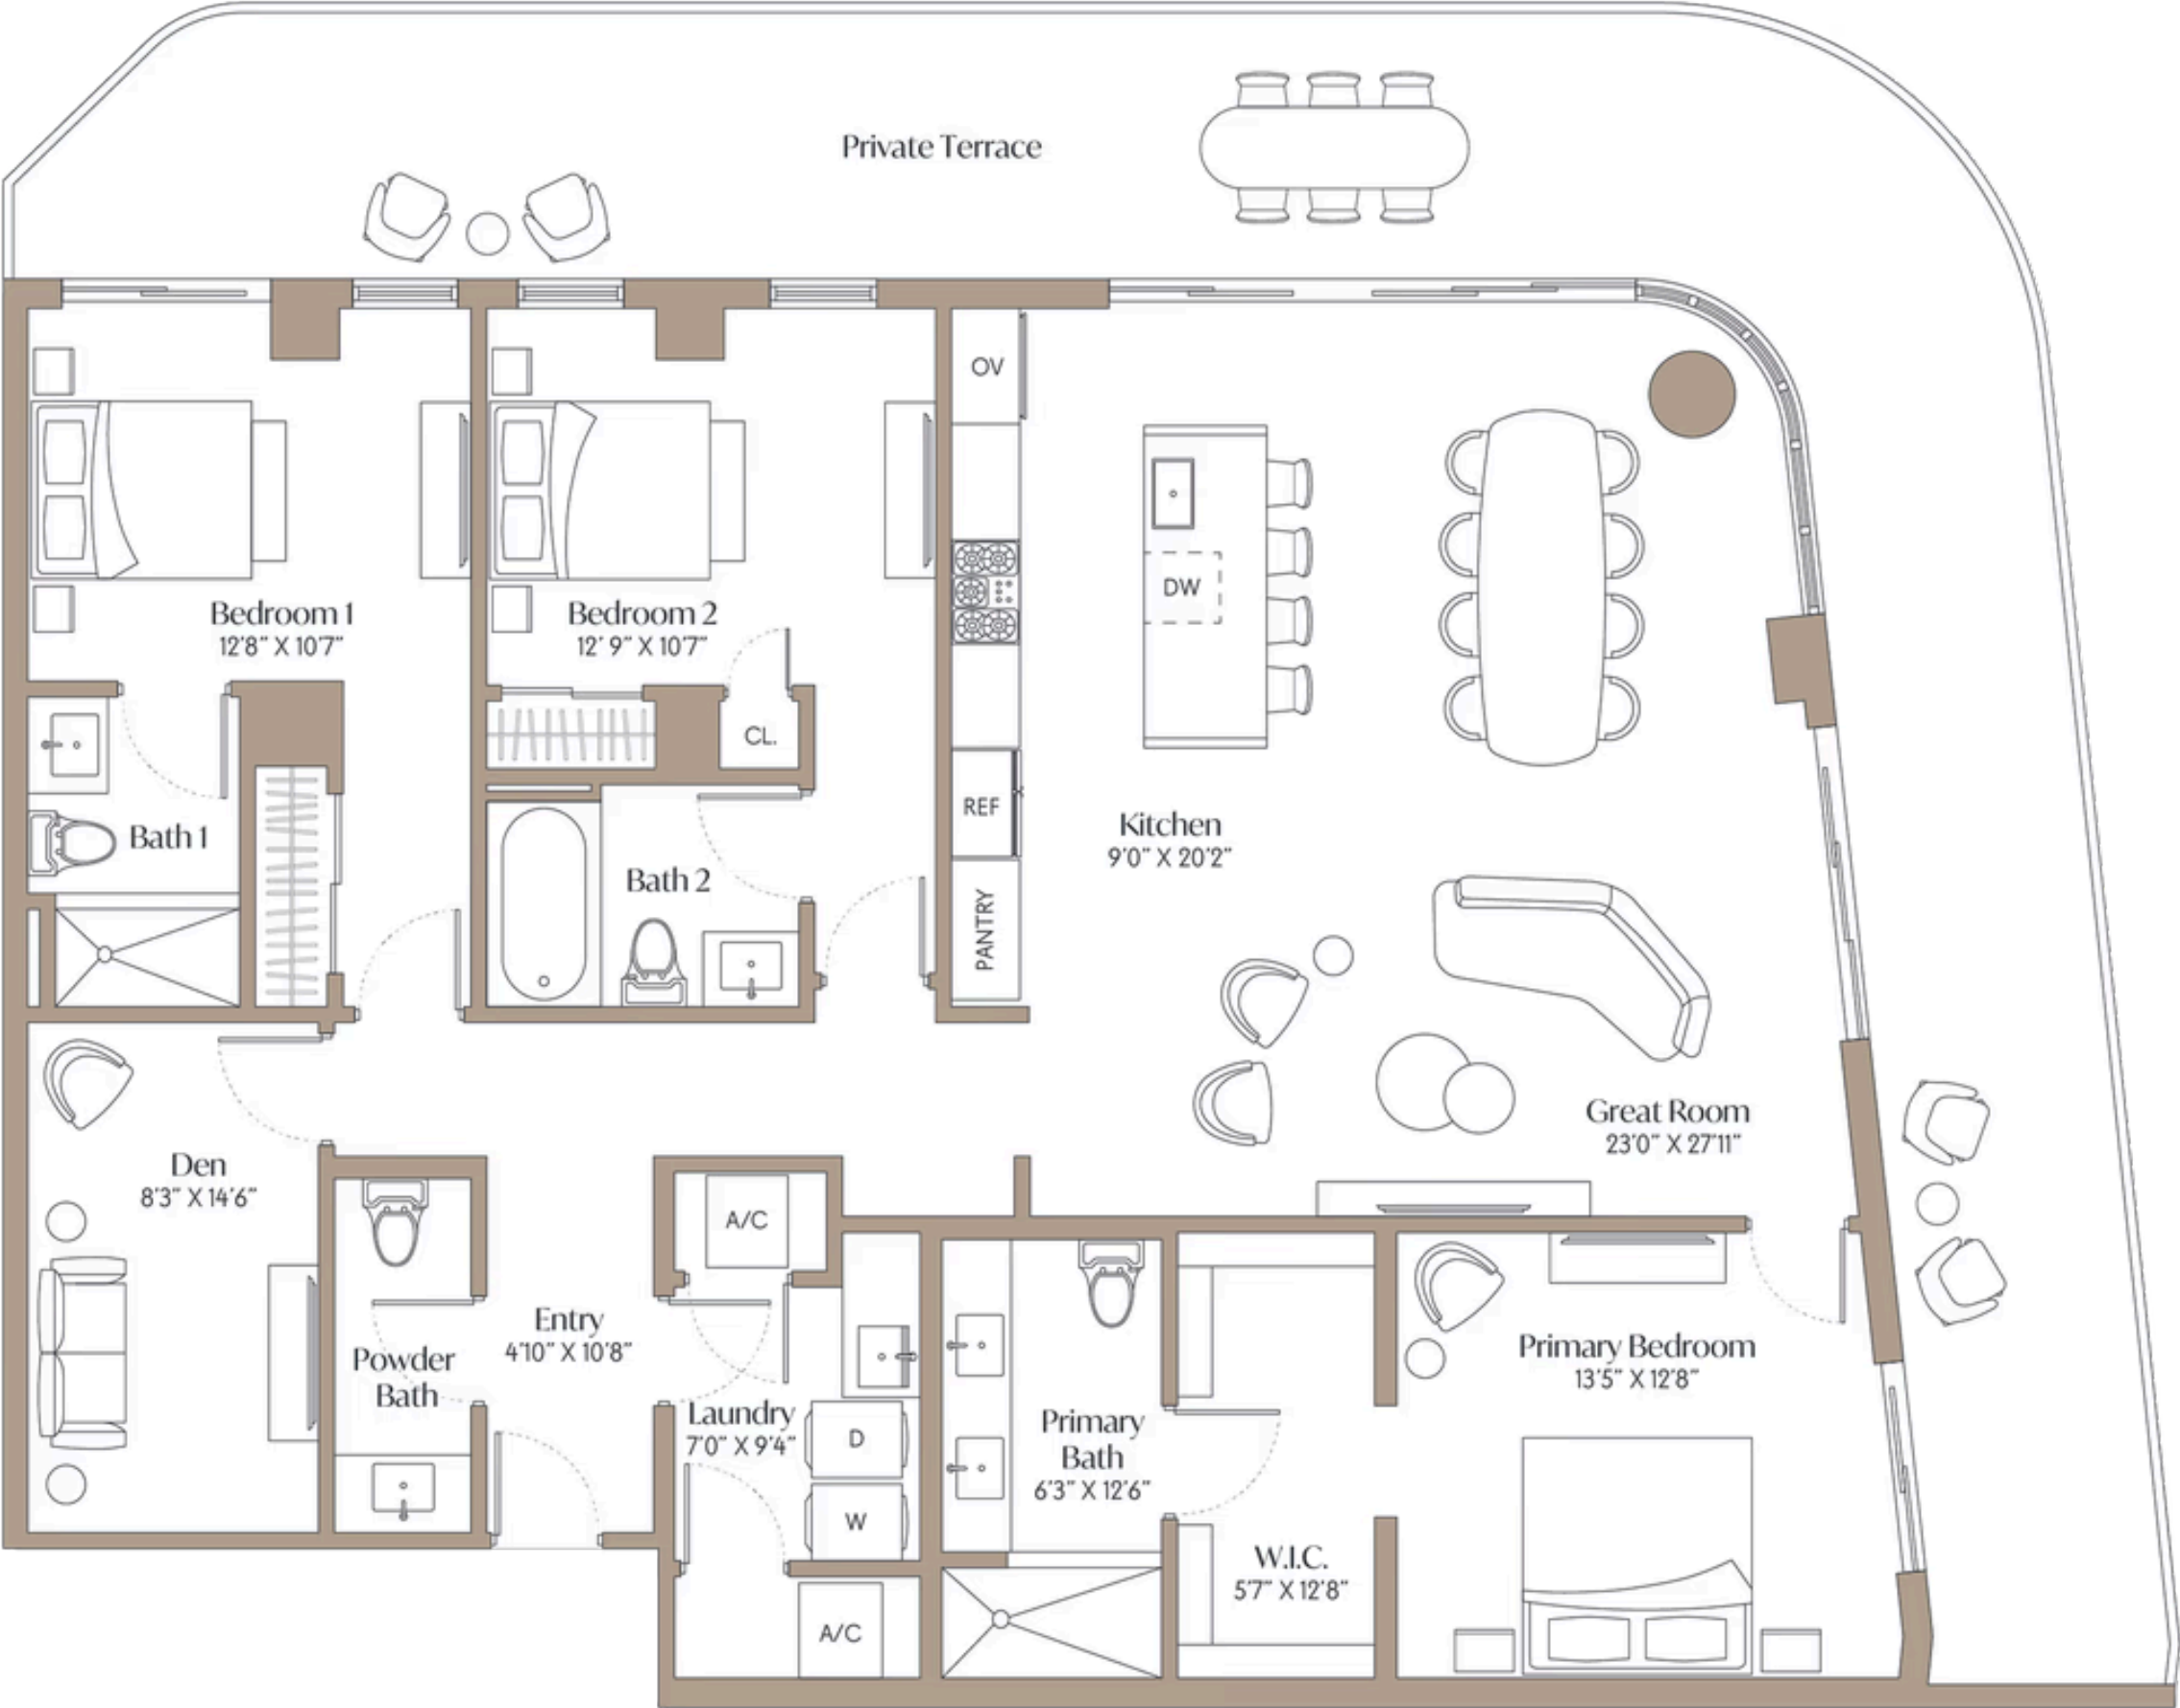 Private Terrace
OV
DW
Bedroom 1
12'8" X 10'7"
Bedroom 2
12' 9" X 10'7"
CL.
REF
Kitchen
9'0" X 20'2"
Bath 1
Bath 2
PANTRY
Great Room
23'0" X 27'11"
Den
8'3" X 14'6"
A/C
Entry
4'10" X 10'8"
Powder
Bath
Primary Bedroom
13'5" X 12'8"
Laundry
7'0" X 9'4"
D
W
Primary
Bath
6'3" X 12'6"
W.I.C.
5'7" X 12'8"
A/C